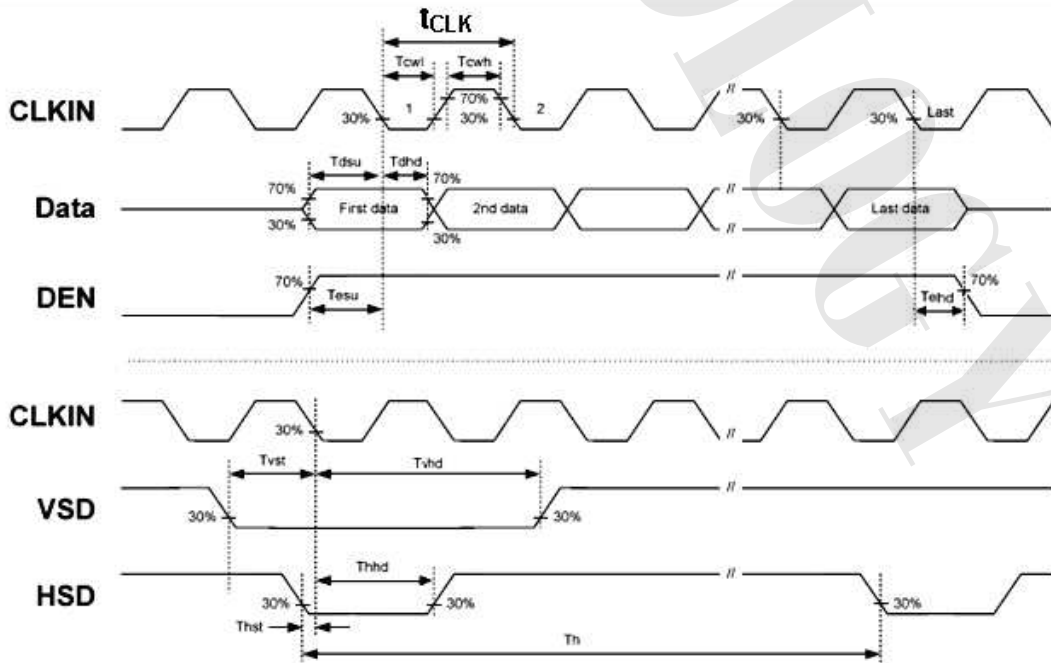 tCLK
Tcwl Tcwh
CLKIN 30% 1 70% 30% 2 // 30% 30% Last
Tdsu Tdhd
70% 70%
Data First data 2nd data // Last data
30% 30%
DEN 70% Tesu // Tehd 70%
CLKIN 30% //
Tvst Tvhd
VSD 30% 30% //
Thhd
HSD 30% 30% // 30%
Thst
Th